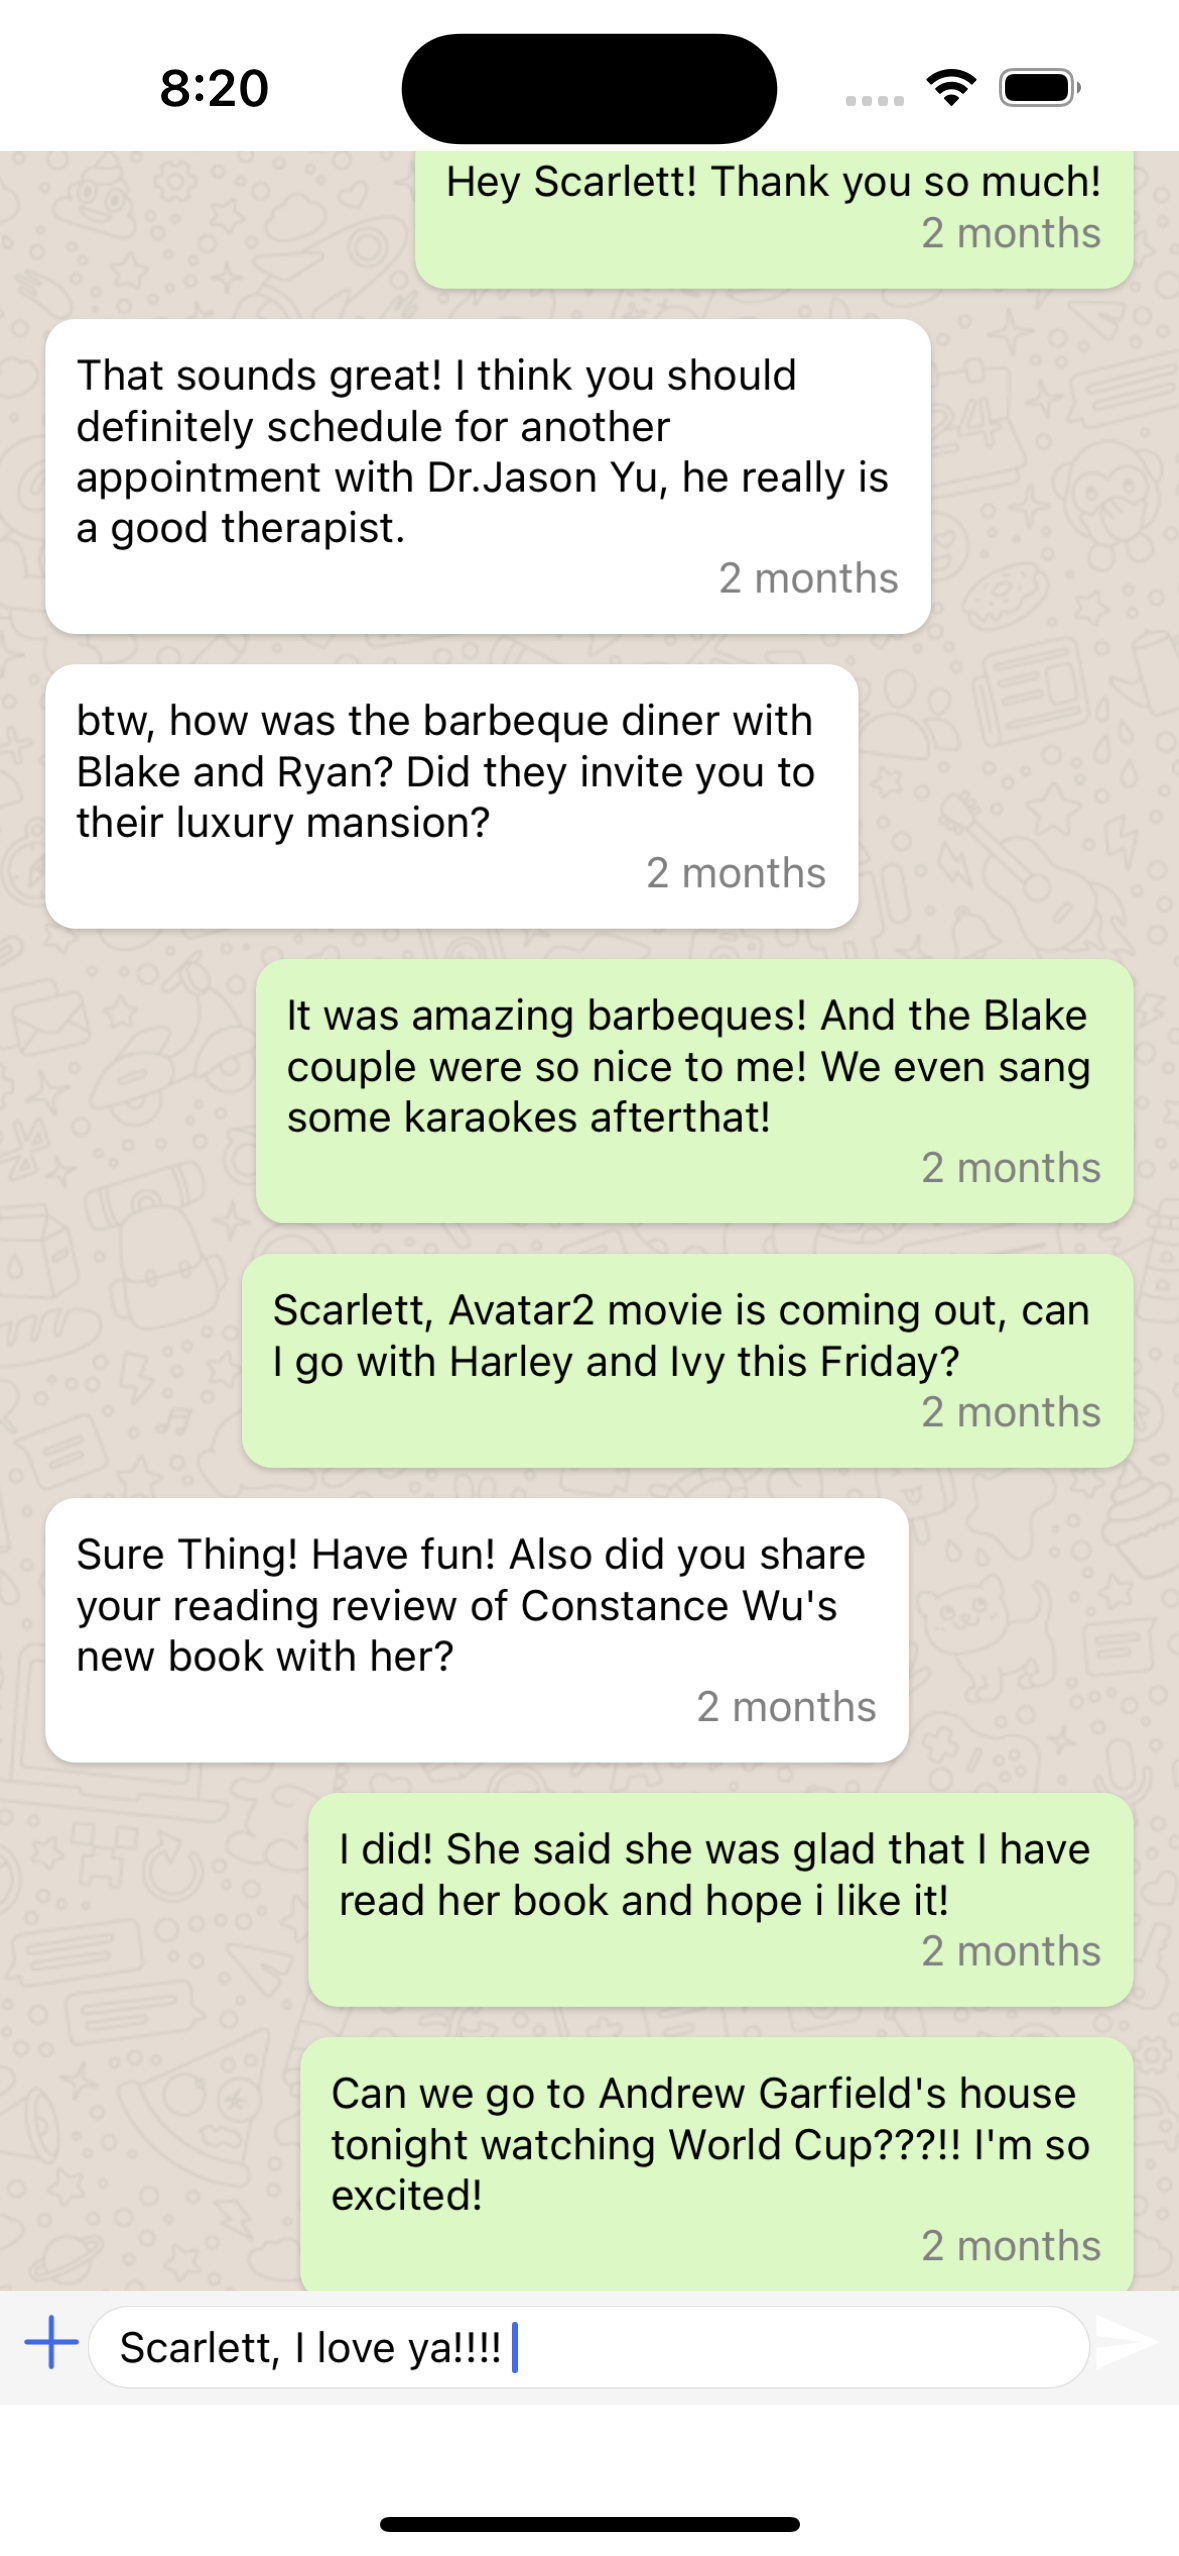 8:20
Hey Scarlett! Thank you so much!
2 months
That sounds great! I think you should
definitely schedule for another
appointment with Dr.Jason Yu, he really is
a good therapist.
2 months
btw, how was the barbeque diner with
Blake and Ryan? Did they invite you to
their luxury mansion?
2 months
It was amazing barbeques! And the Blake
couple were so nice to me! We even sang
some karaokes afterthat!
2 months
Scarlett, Avatar2 movie is coming out, can
I go with Harley and Ivy this Friday?
2 months
Sure Thing! Have fun! Also did you share
your reading review of Constance Wu's
new book with her?
2 months
I did! She said she was glad that I have
read her book and hope i like it!
2 months
Can we go to Andrew Garfield's house
tonight watching World Cup???!! I'm so
excited!
2 months
Scarlett, I love ya!!!!